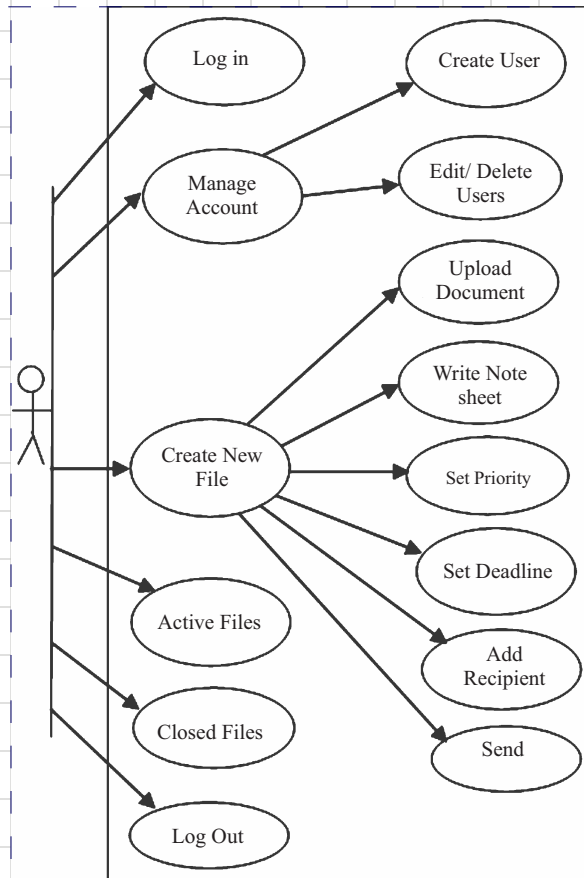 Log in
Create User
Manage
Account
Edit/ Delete
Users
Upload
Document
Write Note
sheet
Create New
File
Set Priority
Set Deadline
Active Files
Add
Recipient
Closed Files
Send
Log Out